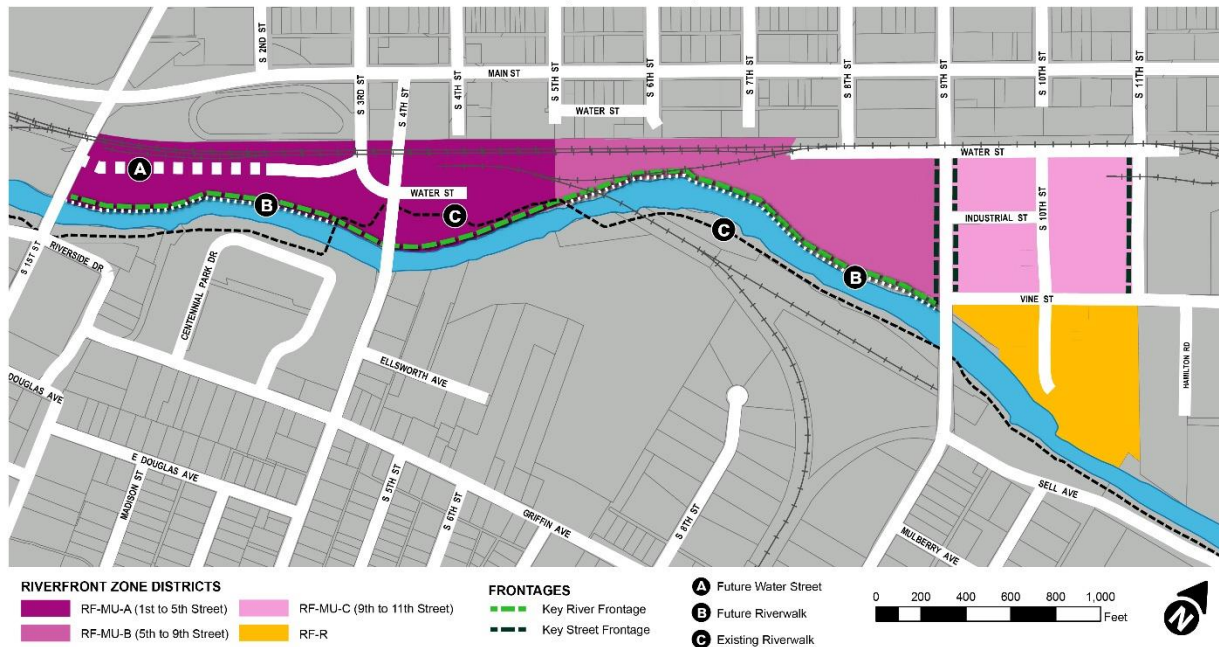 S 2ND ST
S 3RD ST
S 4TH ST
S 4TH ST
S 5TH ST
S 6TH ST
S 7TH ST
S 8TH ST
S 9TH ST
S 10TH ST
S 11TH ST
MAIN ST
WATER ST
WATER ST
A
WATER ST
B
C
C
B
S 10TH ST
INDUSTRIAL ST
VINE ST
HAMILTON RD
S 1ST ST
RIVERSIDE DR
CENTENNIAL PARK DR
ELLSWORTH AVE
DOUGLAS AVE
E DOUGLAS AVE
MADISON ST
S 5TH ST
S 6TH ST
GRIFFIN AVE
S 8TH ST
MULBERRY AVE
SELL AVE
RIVERFRONT ZONE DISTRICTS
RF-MU-A (1st to 5th Street)
RF-MU-B (5th to 9th Street)
RF-MU-C (9th to 11th Street)
RF-R
FRONTAGES
Key River Frontage
Key Street Frontage
A Future Water Street
B Future Riverwalk
C Existing Riverwalk
0 200 400 600 800 1,000
Feet
N